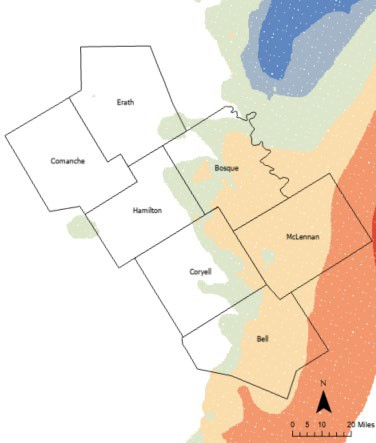 Erath
Comanche
Bosque
Hamilton
McLennan
Coryell
Bell
N
0 5 10 20 Miles